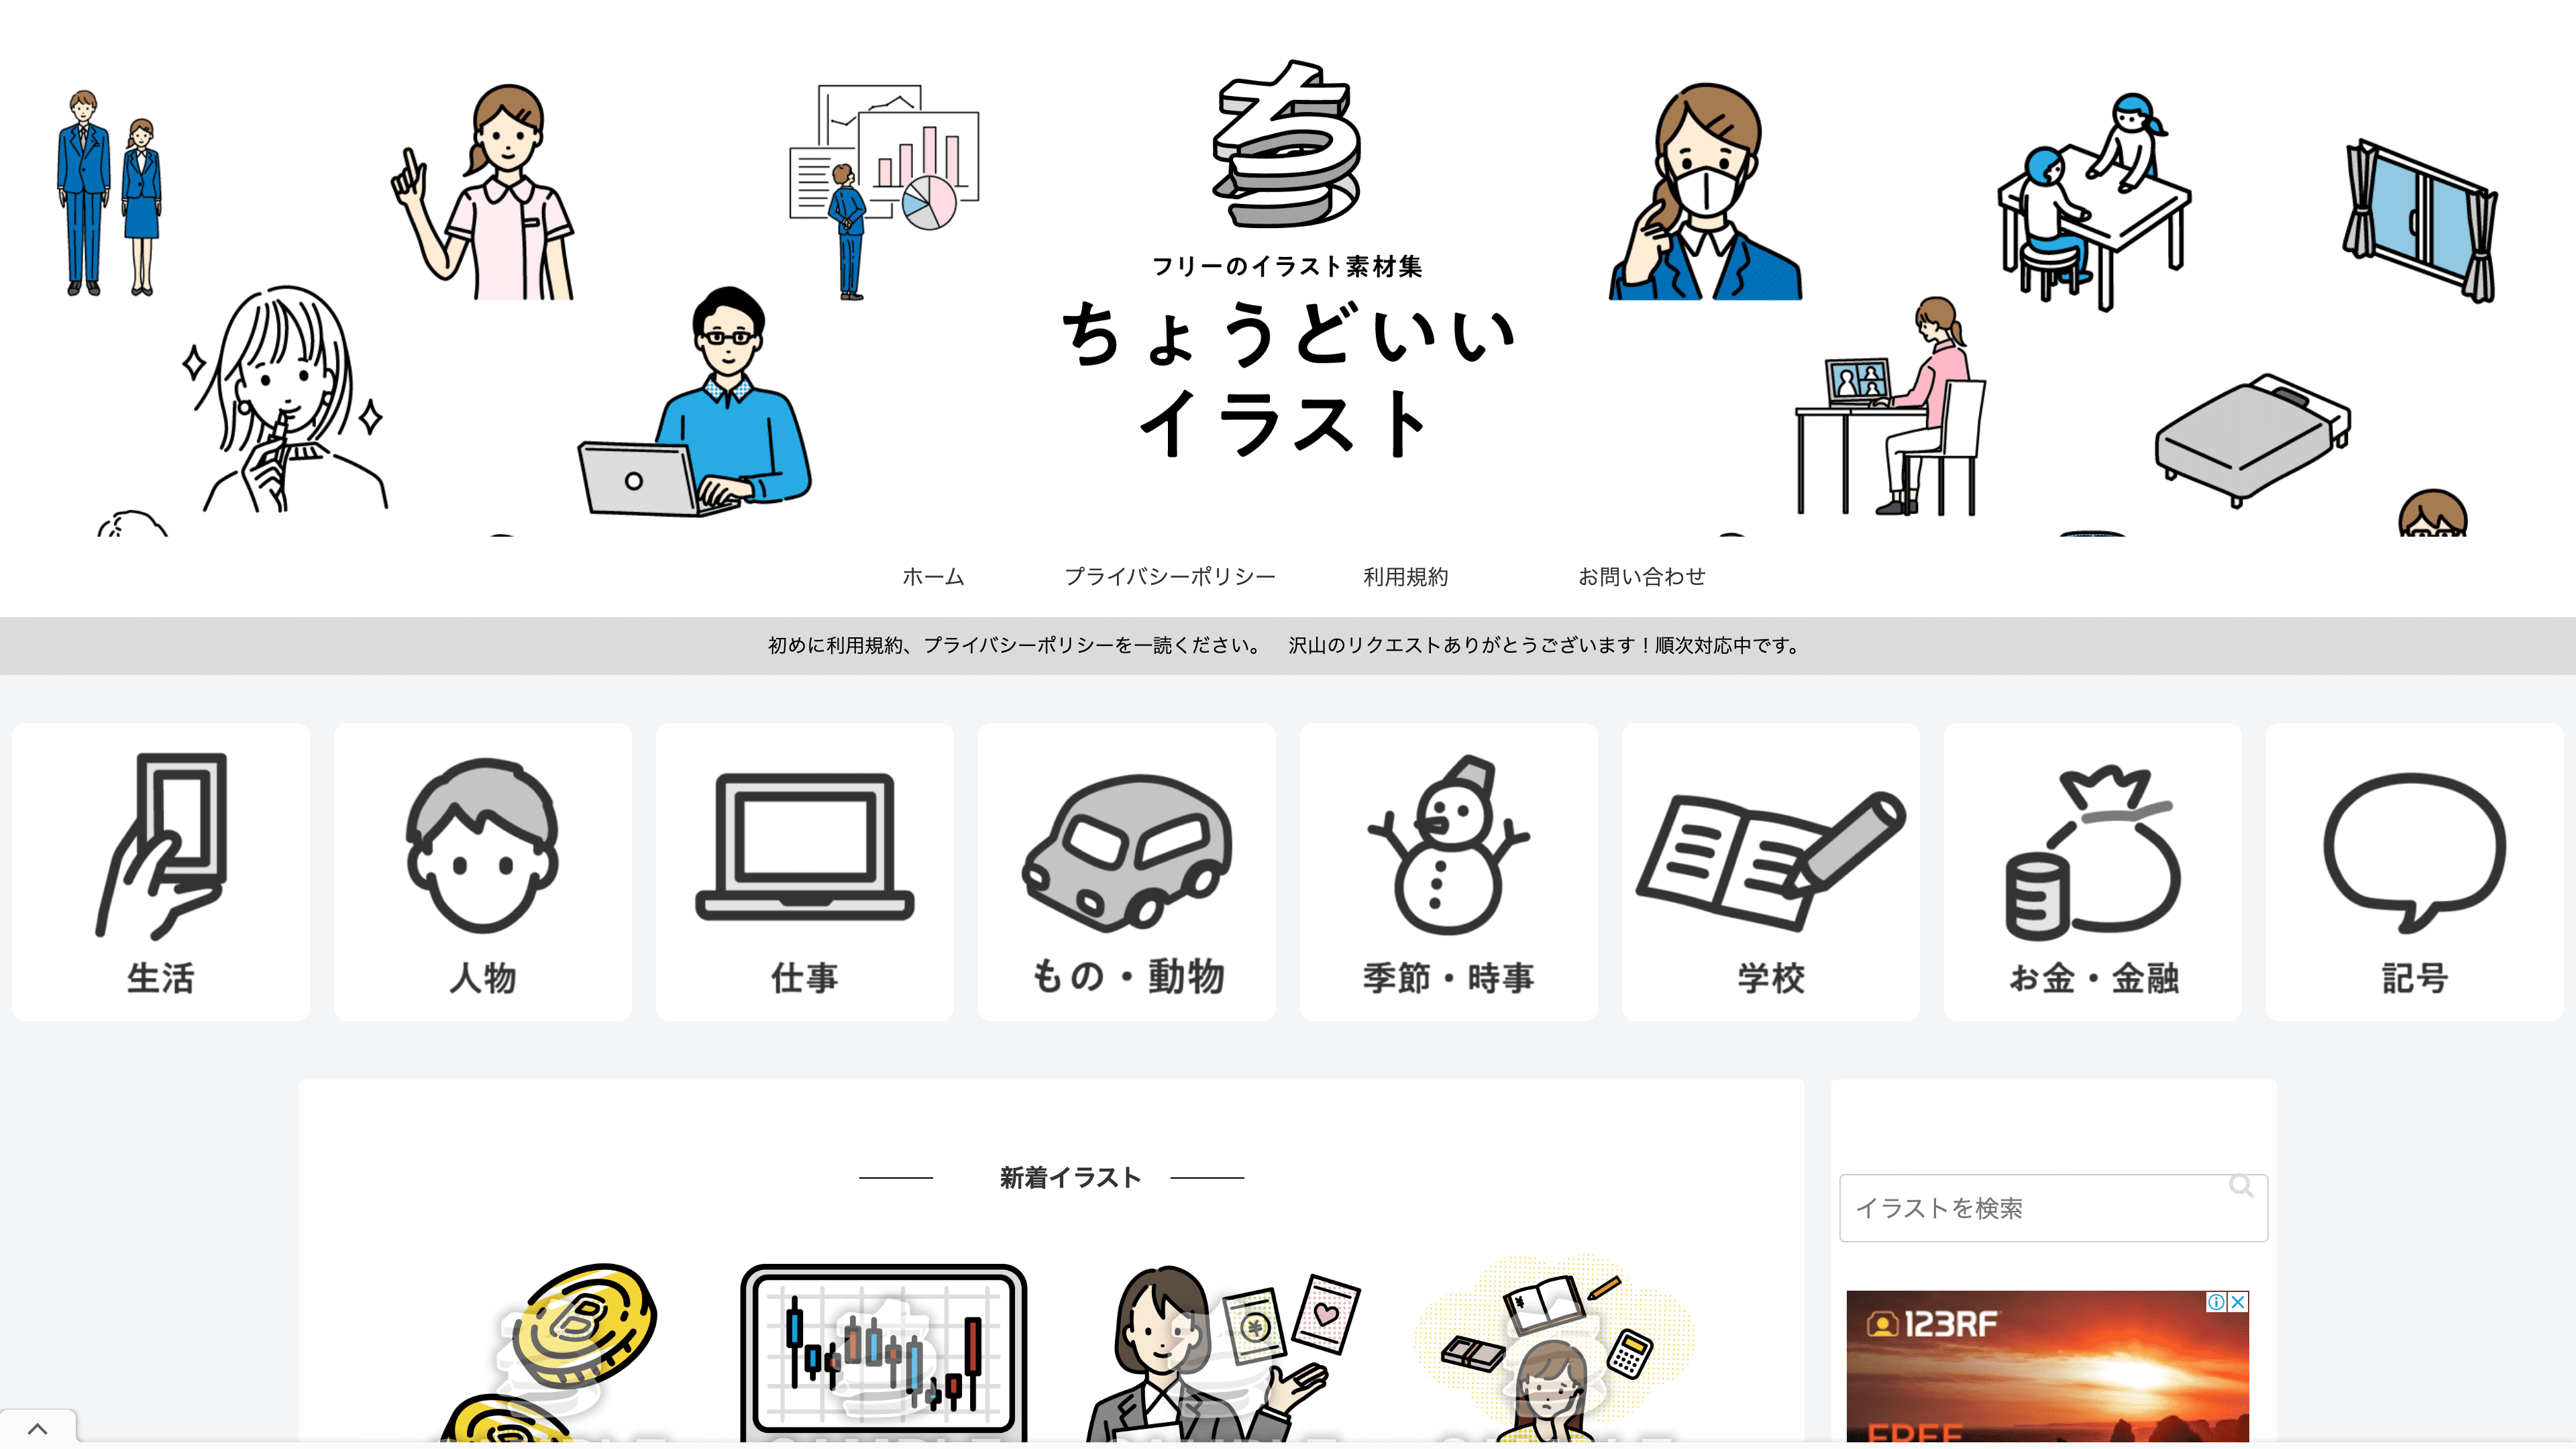 ち
フリーのイラスト素材集
ちょうどいい
イラスト
ホーム プライバシーポリシー 利用規約 お問い合わせ
初めに利用規約、プライバシーポリシーを一読ください。 沢山のリクエストありがとうございます！順次対応中です。
生活 人物 仕事 もの・動物 季節・時事 学校 お金・金融 記号
新着イラスト
イラストを検索
123RF
FREE